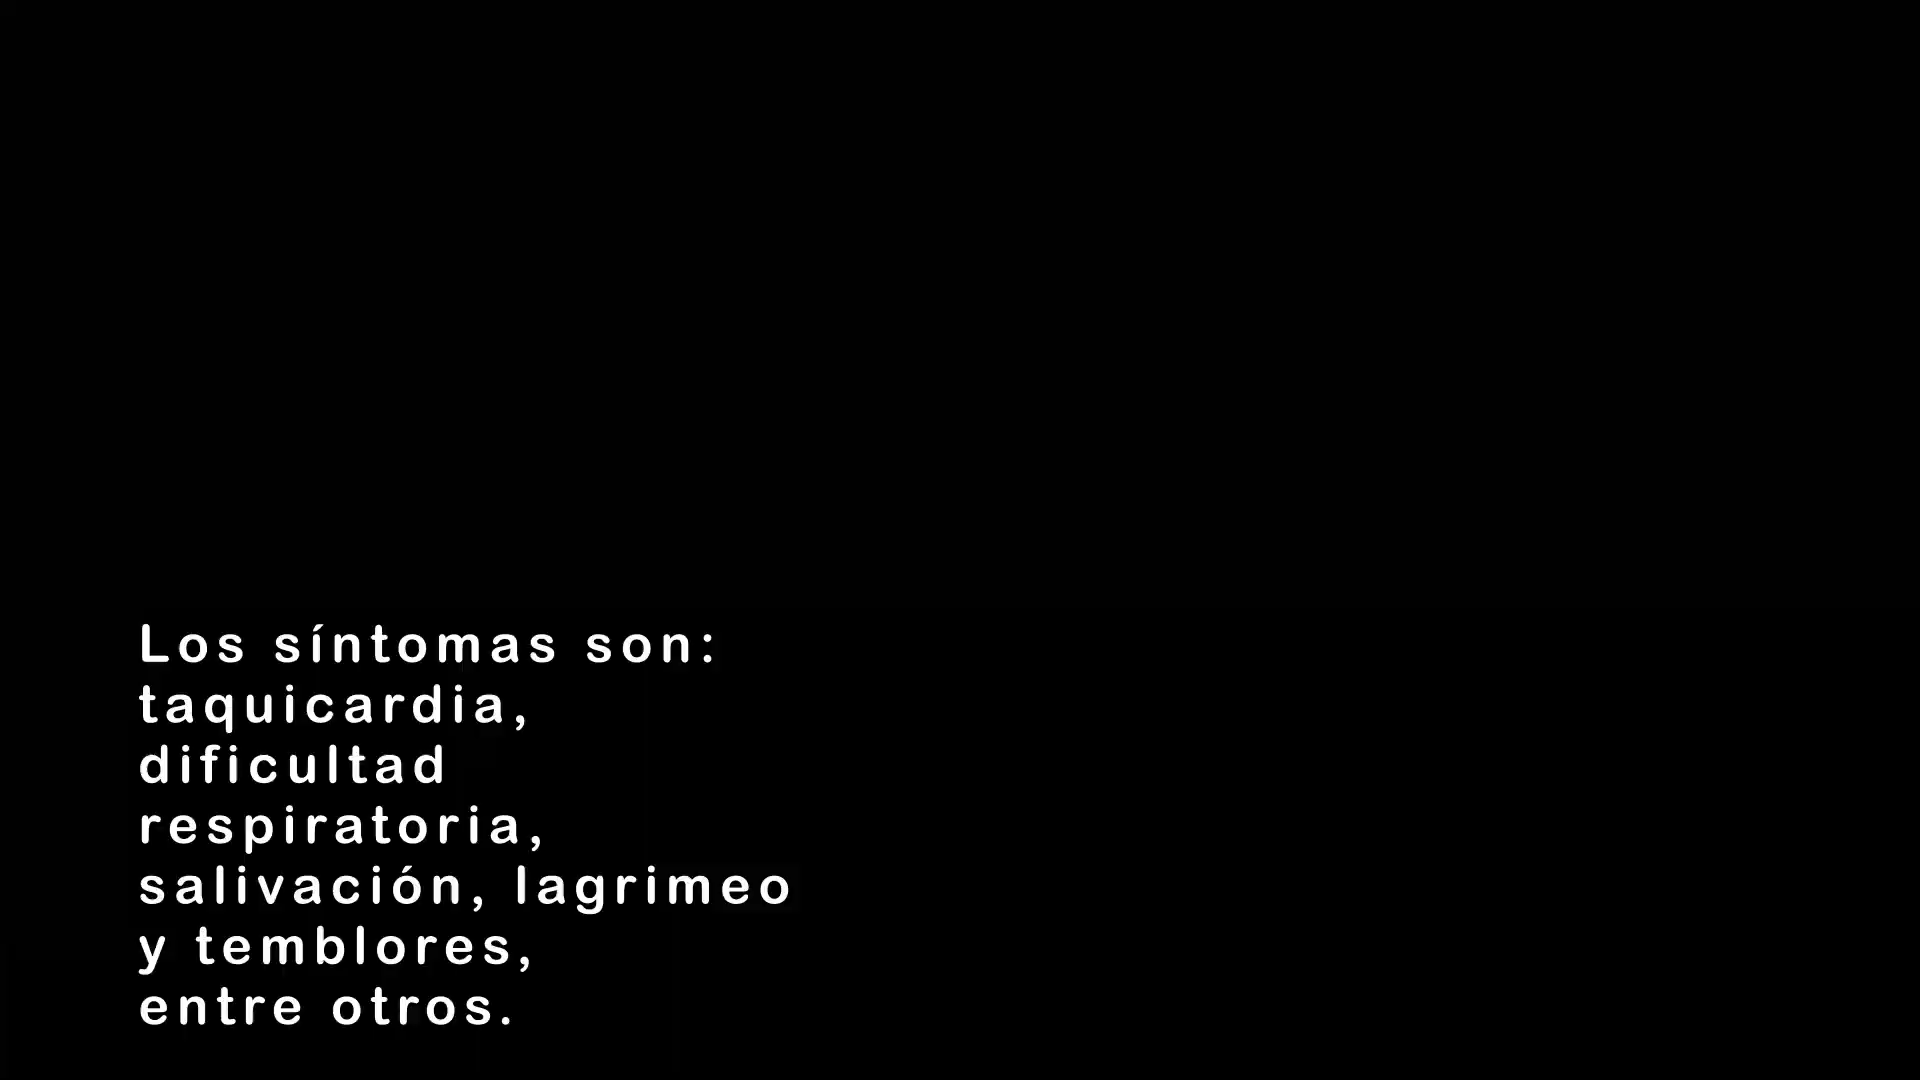 Los síntomas son:
taquicardia,
dificultad
respiratoria,
salivación, lagrimeo
y temblores,
entre otros.